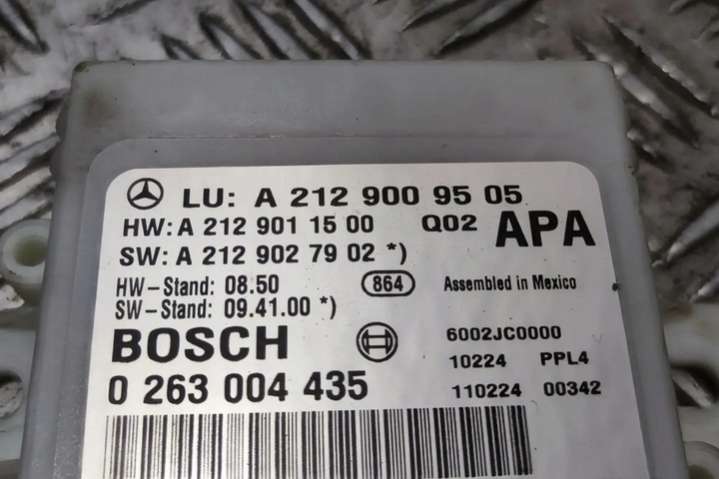 LU: A 212 900 95 05
HW: A 212 901 15 00 Q02 APA
SW: A 212 902 79 02 *)
HW-Stand: 08.50 864 Assembled in Mexico
SW-Stand: 09.41.00 *)
BOSCH 6002JC0000
10224 PPL4
0 263 004 435 110224 00342